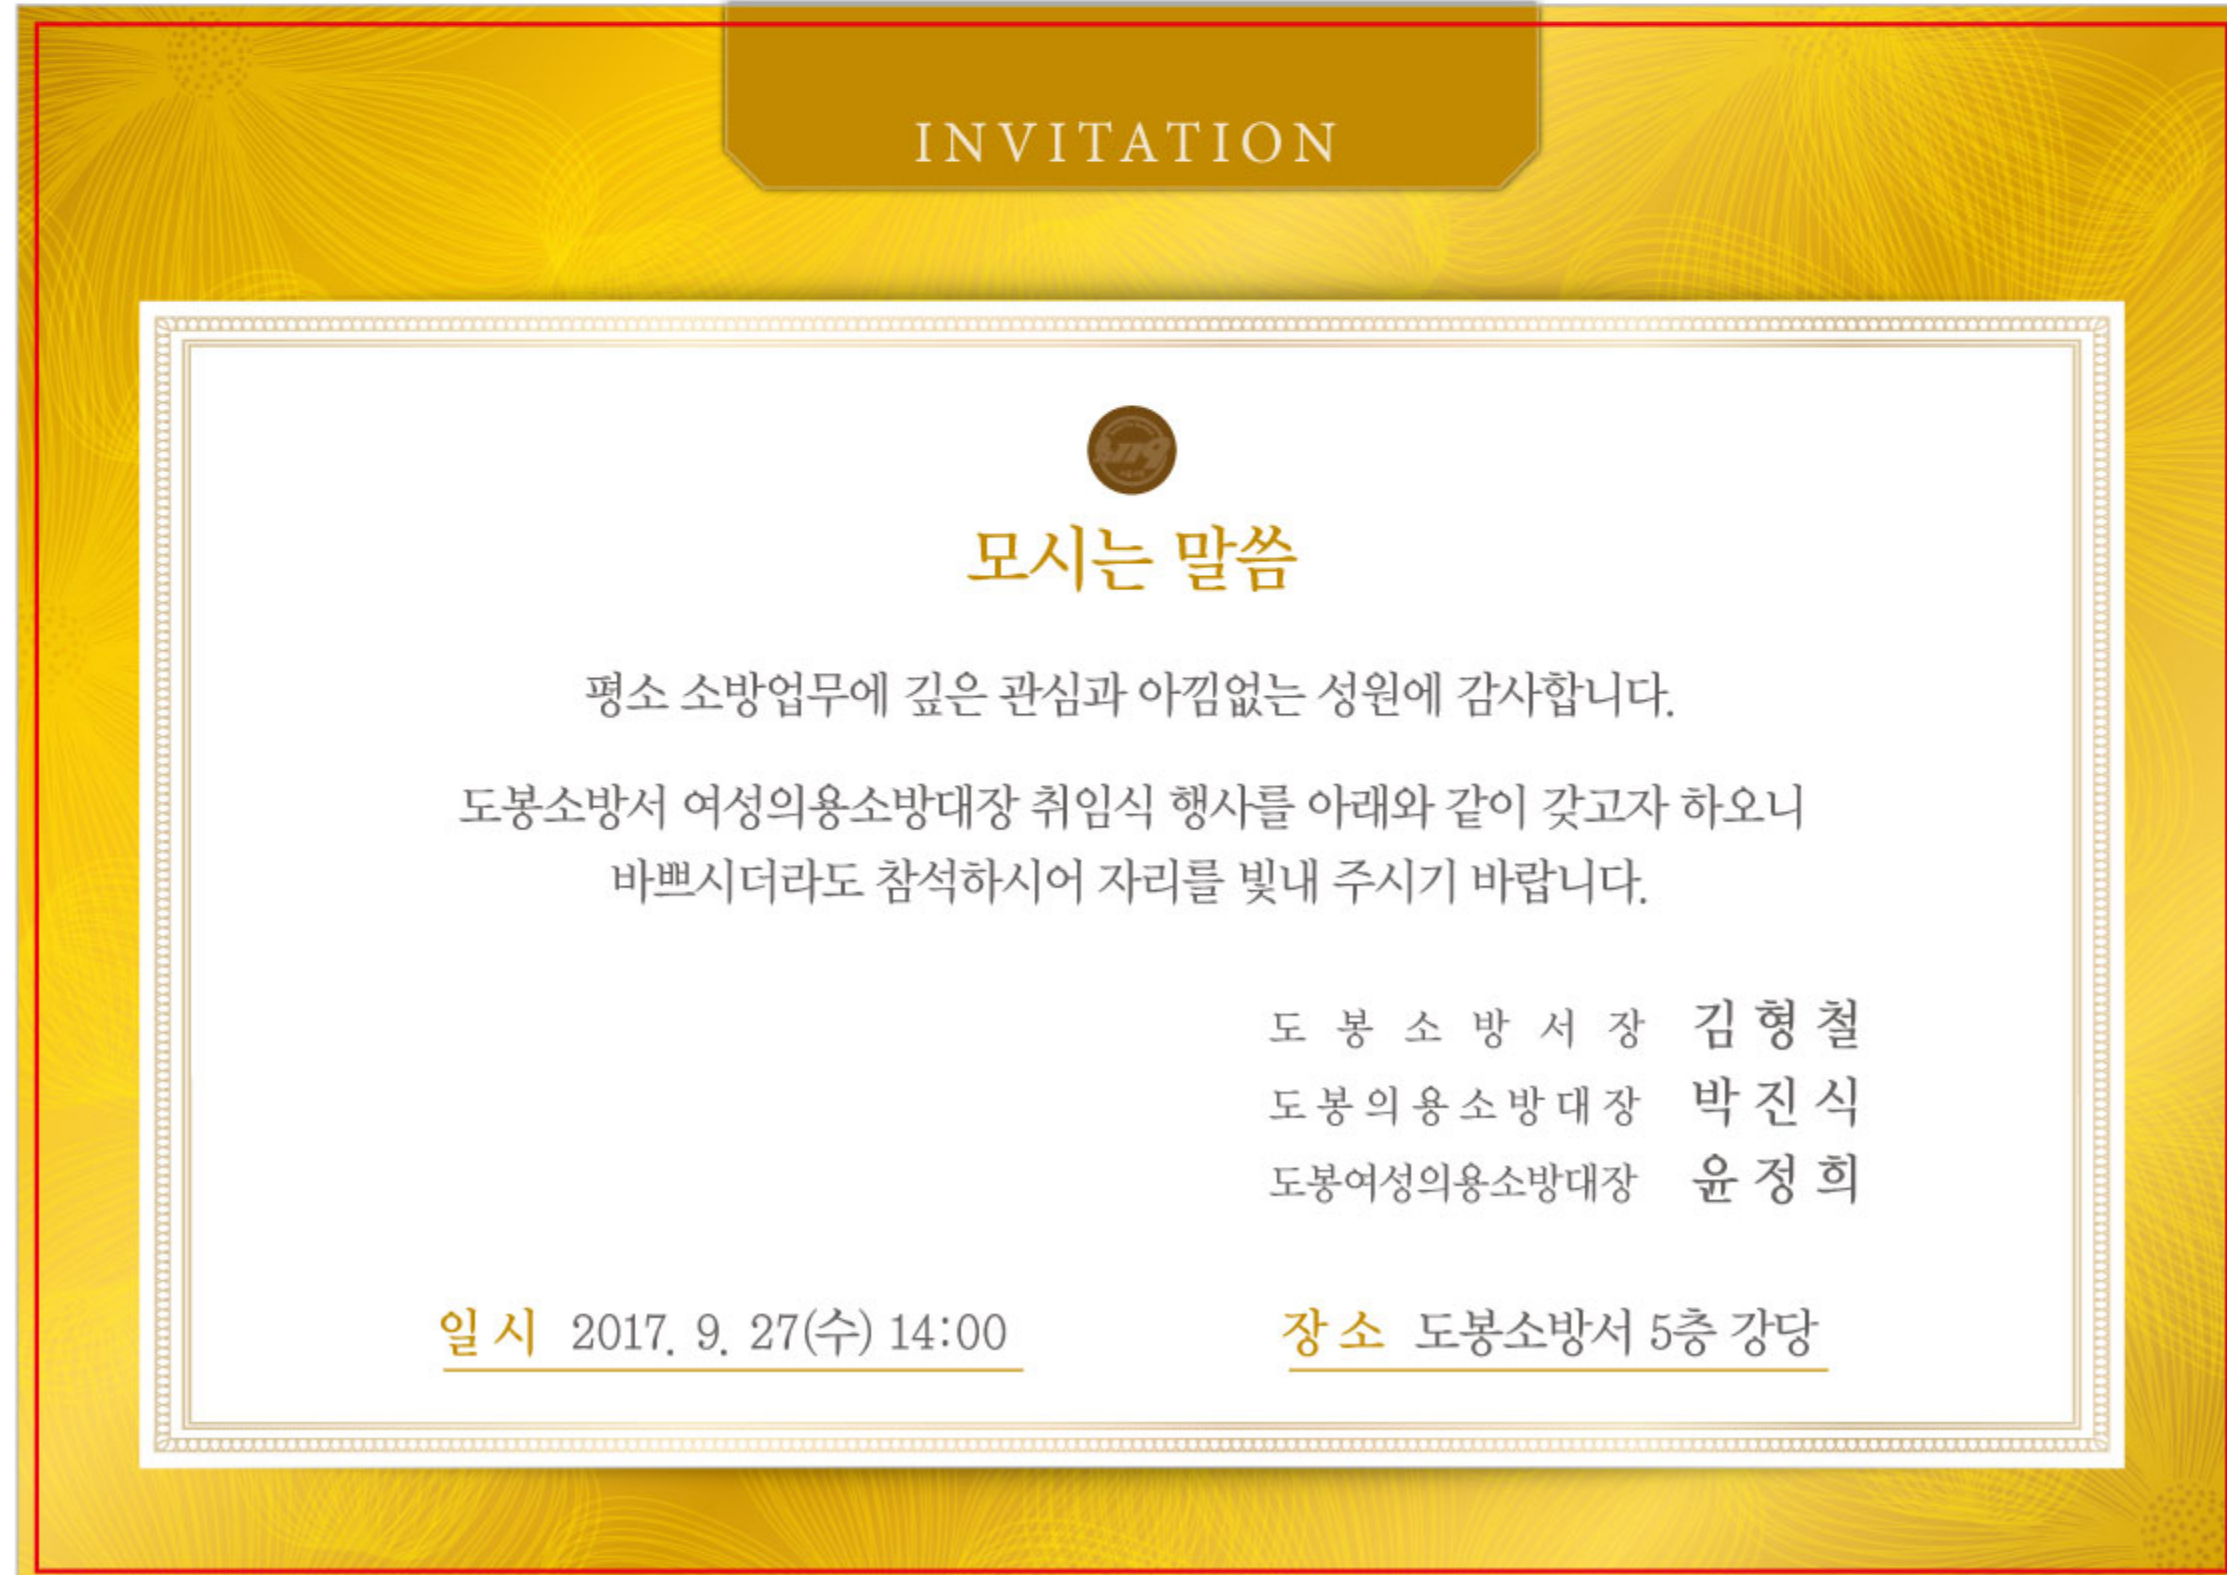 INVITATION
모시는 말씀
평소 소방업무에 깊은 관심과 아낌없는 성원에 감사합니다.
도봉소방서 여성의용소방대장 취임식 행사를 아래와 같이 갖고자 하오니
바쁘시더라도 참석하시어 자리를 빛내 주시기 바랍니다.
도 봉 소 방 서 장 김 형 철
도 봉 의 용 소 방 대 장 박 진 식
도봉여성의용소방대장 윤 정 희
일 시 2017. 9. 27(수) 14:00
장 소 도봉소방서 5층 강당